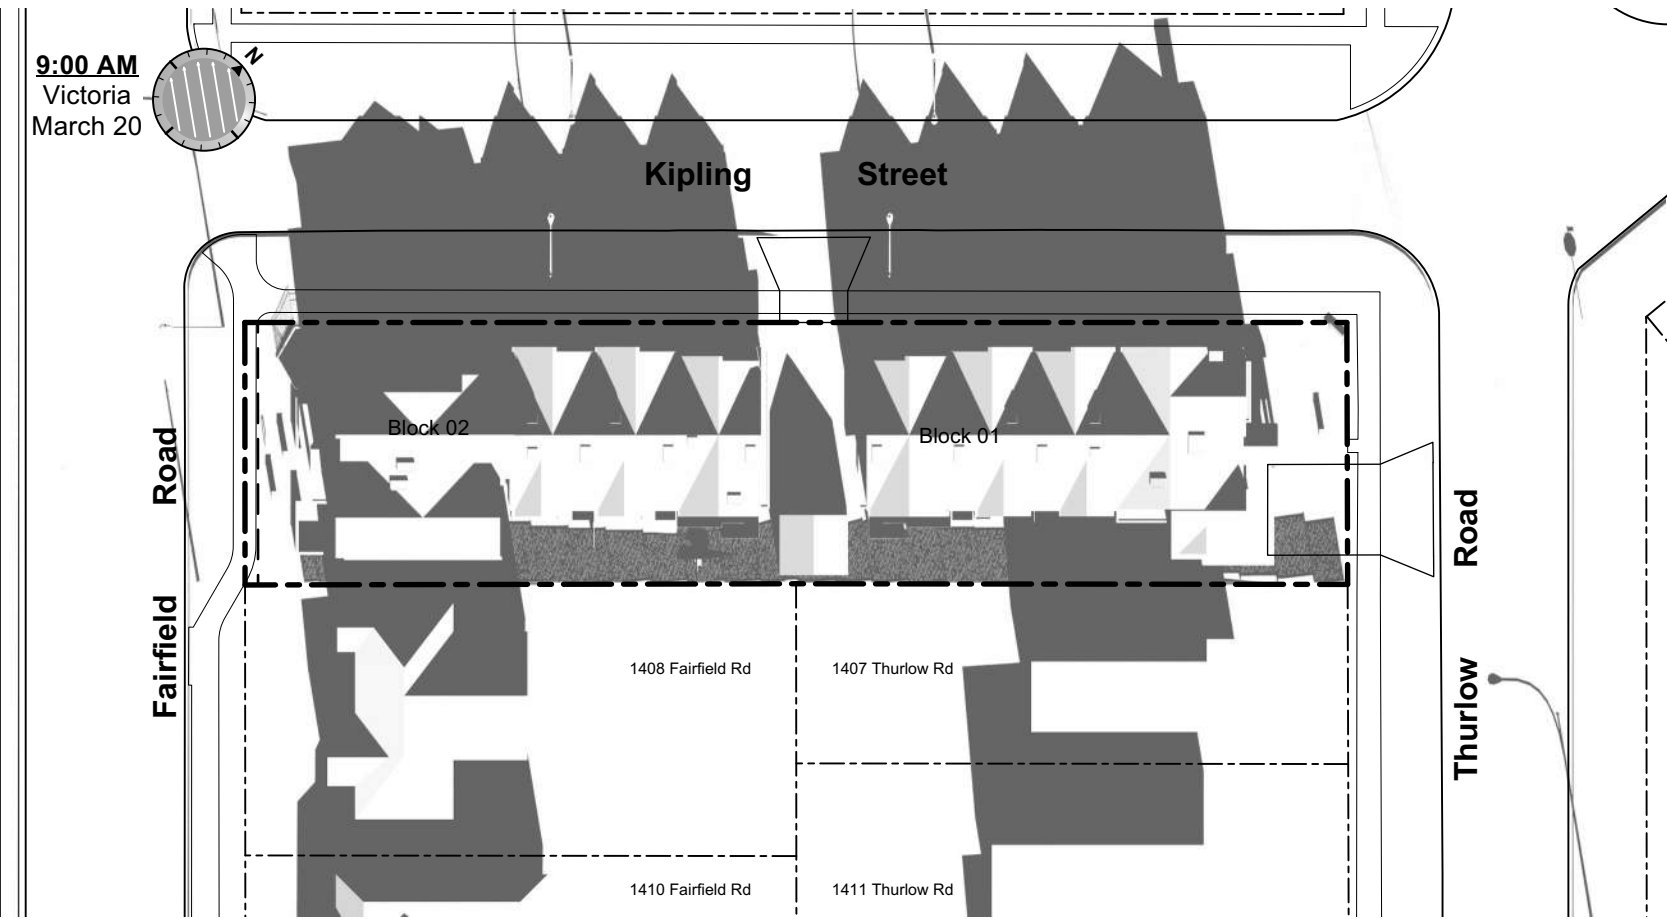 N
9:00 AM
Victoria
March 20
Kipling Street
Block 02
Block 01
Fairfield Road
Thurlow Road
1408 Fairfield Rd
1407 Thurlow Rd
1410 Fairfield Rd
1411 Thurlow Rd